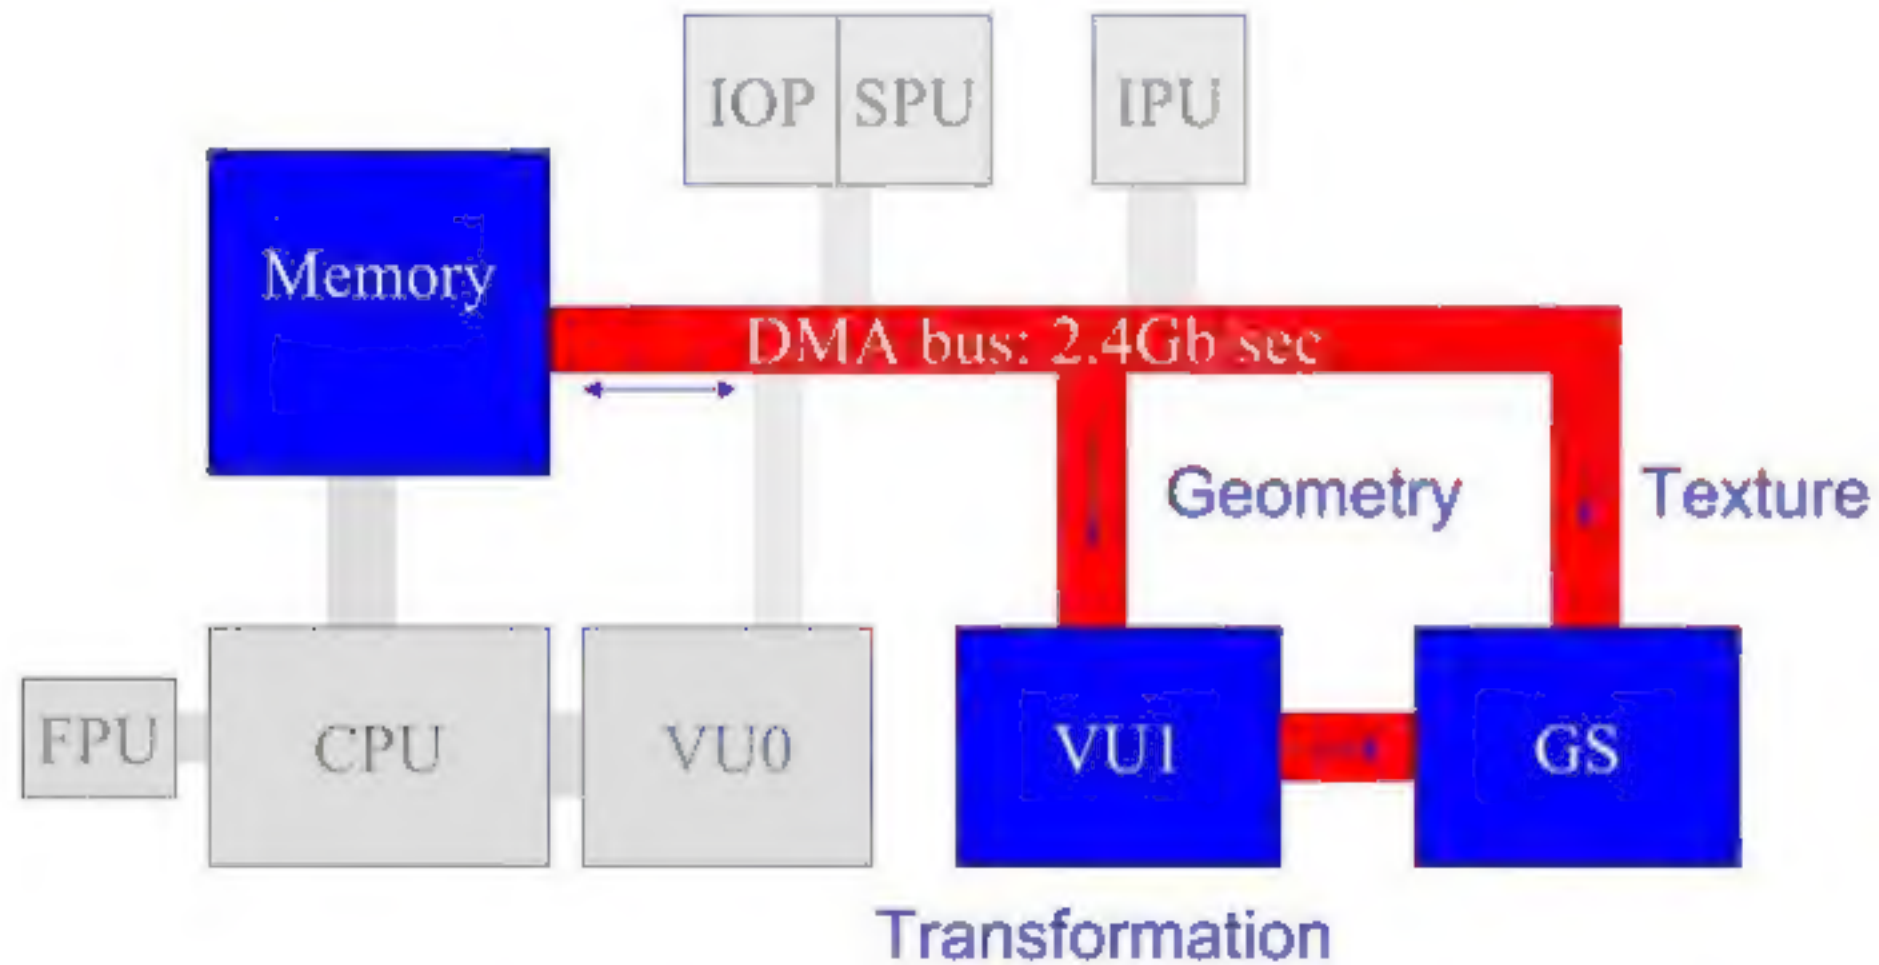 IOP SPU IPU
Memory
DMA bus: 2.4Gb sec
Geometry Texture
FPU CPU VU0 VU1 GS
Transformation